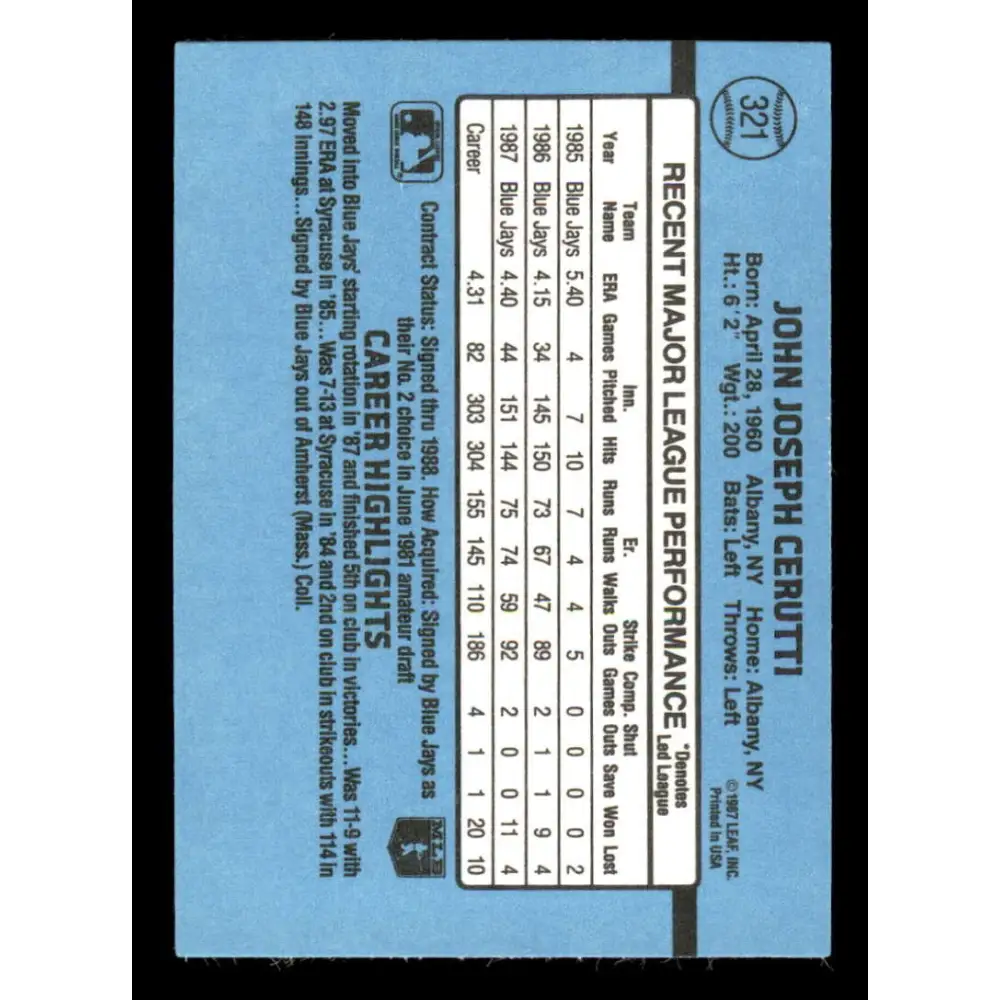 321
JOHN JOSEPH CERUTTI
Born: April 28, 1960 Albany, NY Home: Albany, NY
Ht.: 6'2" Wgt.: 200 Bats: Left Throws: Left
©1987 LEAF, INC.
Printed in USA
RECENT MAJOR LEAGUE PERFORMANCE *Denotes Led League
Team Inn. Er. Strike Comp. Shut
Year Name ERA Games Pitched Hits Runs Runs Walks Outs Games Outs Save Won Lost
1985 Blue Jays 5.40 4 7 10 7 4 4 5 0 0 0 0 2
1986 Blue Jays 4.15 34 145 150 73 67 47 89 2 1 1 9 4
1987 Blue Jays 4.40 44 151 144 75 74 59 92 2 0 0 11 4
Career 4.31 82 303 304 155 145 110 186 4 1 1 20 10
Contract Status: Signed thru 1988. How Acquired: Signed by Blue Jays as
their No. 2 choice in June 1981 amateur draft
MLB
CAREER HIGHLIGHTS
Moved into Blue Jays' starting rotation in '87 and finished 5th on club in victories...Was 11-9 with
2.97 ERA at Syracuse in '85...Was 7-13 at Syracuse in '84 and 2nd on club in strikeouts with 114 in
148 innings...Signed by Blue Jays out of Amherst (Mass.) Coll.